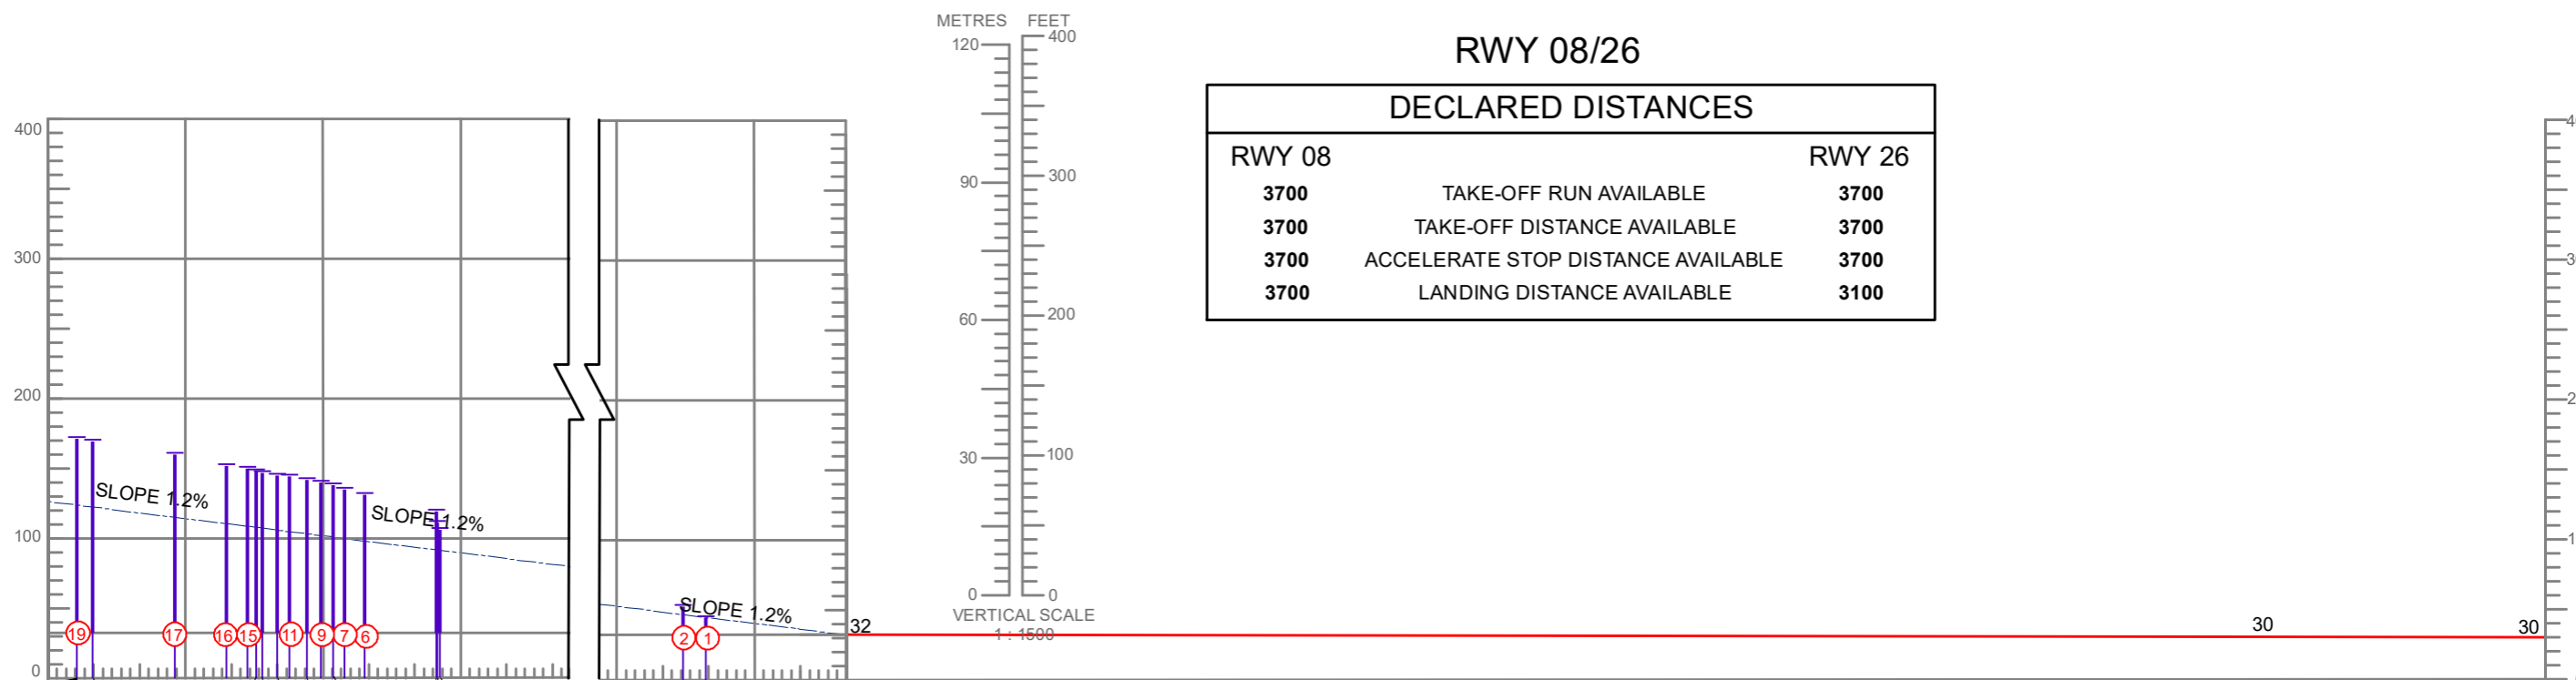 METRES FEET
120
90
60
30
0
400
300
200
100
0
VERTICAL SCALE
1 : 1500
RWY 08/26
DECLARED DISTANCES
RWY 08 RWY 26
3700 TAKE-OFF RUN AVAILABLE 3700
3700 TAKE-OFF DISTANCE AVAILABLE 3700
3700 ACCELERATE STOP DISTANCE AVAILABLE 3700
3700 LANDING DISTANCE AVAILABLE 3100
400
300
200
100
0
SLOPE 1.2%
SLOPE 1.2%
SLOPE 1.2%
19 17 16 15 11 9 7 6 2 1
32
30
30